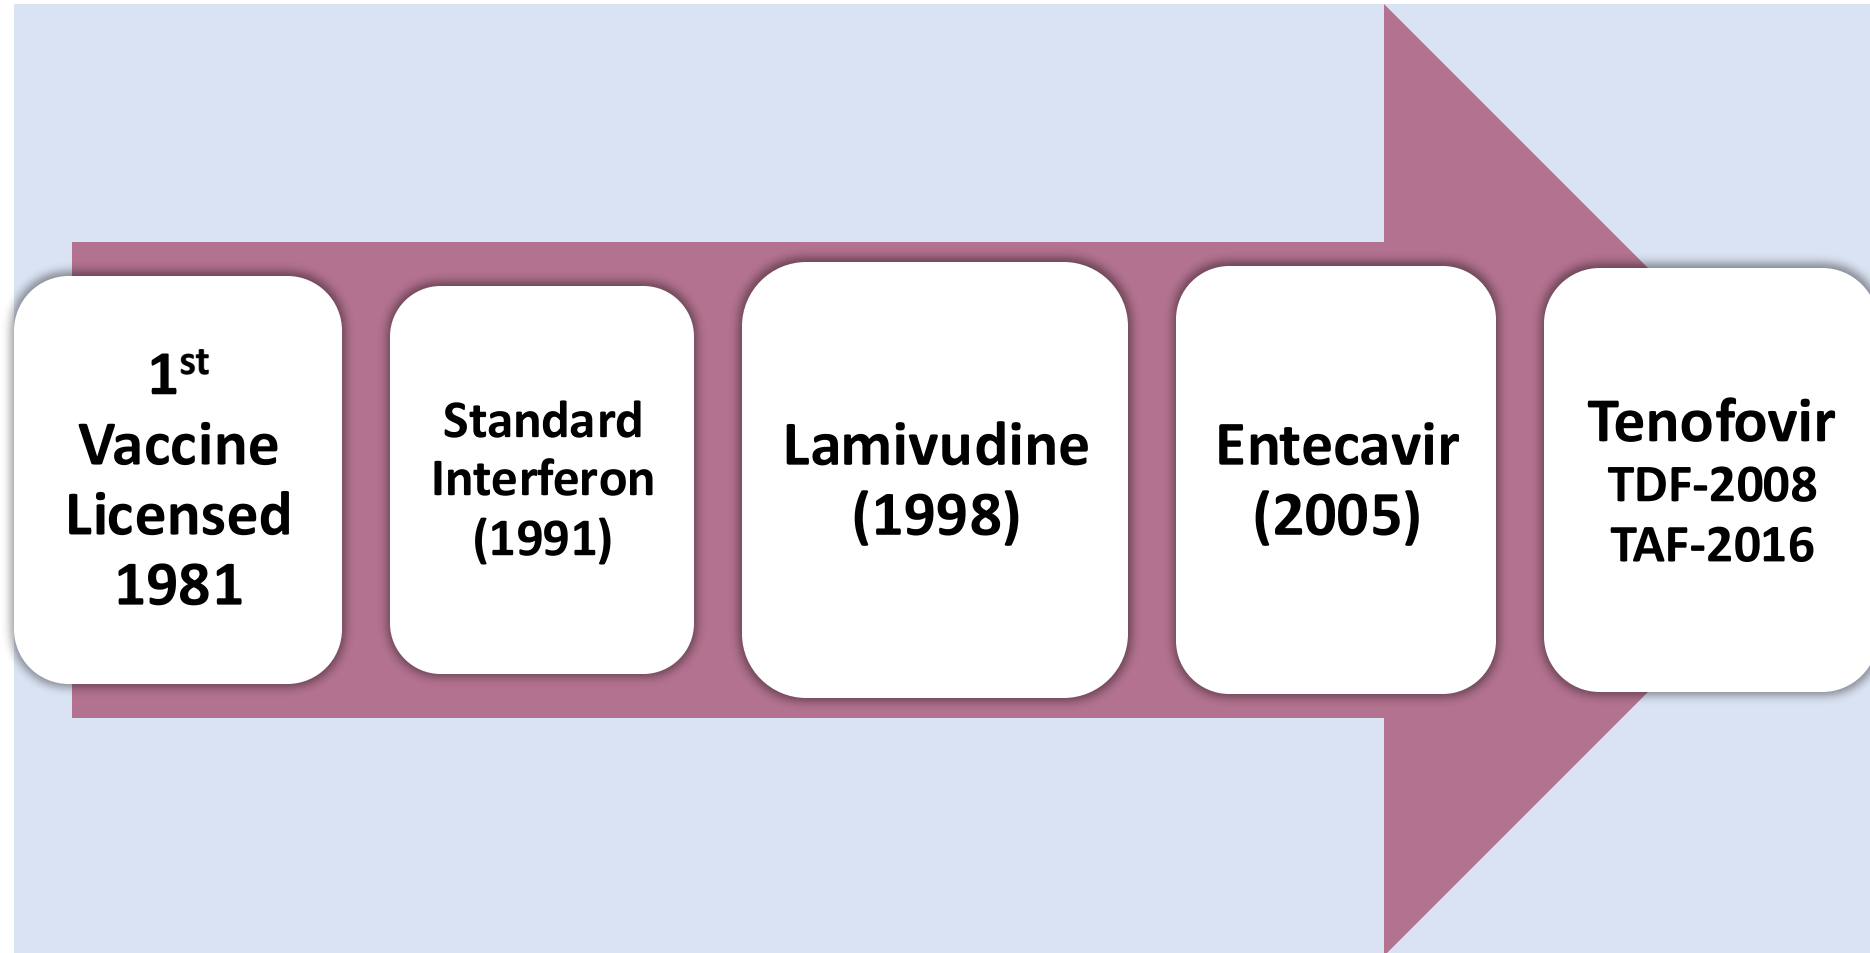 1st
Vaccine
Licensed
1981
Standard
Interferon
(1991)
Lamivudine
(1998)
Entecavir
(2005)
Tenofovir
TDF-2008
TAF-2016